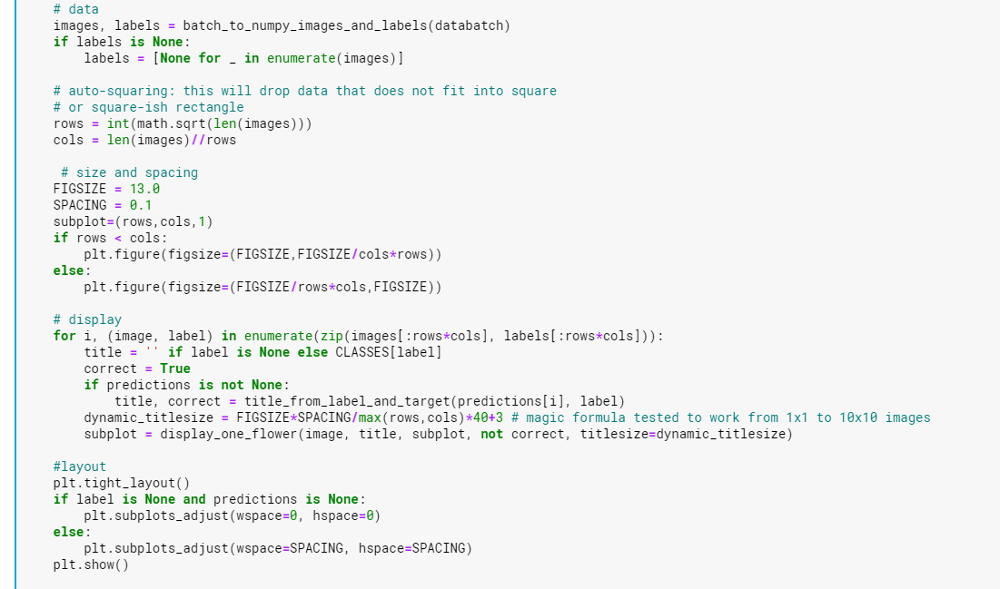 # data
images, labels = batch_to_numpy_images_and_labels(databatch)
if labels is None:
    labels = [None for _ in enumerate(images)]

# auto-squaring: this will drop data that does not fit into square
# or square-ish rectangle
rows = int(math.sqrt(len(images)))
cols = len(images)//rows

 # size and spacing
FIGSIZE = 13.0
SPACING = 0.1
subplot=(rows,cols,1)
if rows < cols:
    plt.figure(figsize=(FIGSIZE,FIGSIZE/cols*rows))
else:
    plt.figure(figsize=(FIGSIZE/rows*cols,FIGSIZE))

# display
for i, (image, label) in enumerate(zip(images[:rows*cols], labels[:rows*cols])):
    title = '' if label is None else CLASSES[label]
    correct = True
    if predictions is not None:
        title, correct = title_from_label_and_target(predictions[i], label)
    dynamic_titlesize = FIGSIZE*SPACING/max(rows,cols)*40+3 # magic formula tested to work from 1x1 to 10x10 images
    subplot = display_one_flower(image, title, subplot, not correct, titlesize=dynamic_titlesize)

#layout
plt.tight_layout()
if label is None and predictions is None:
    plt.subplots_adjust(wspace=0, hspace=0)
else:
    plt.subplots_adjust(wspace=SPACING, hspace=SPACING)
plt.show()